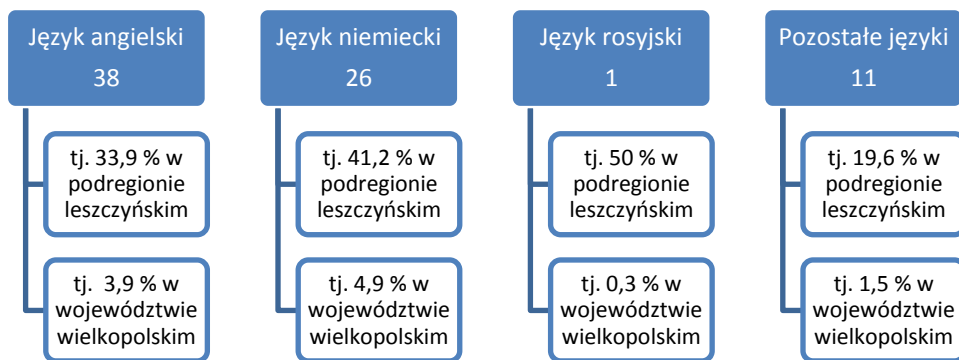 Język angielski
38
tj. 33,9 % w
podregionie
leszczyńskim
tj.  3,9 % w
województwie
wielkopolskim
Język niemiecki
26
tj. 41,2 % w
podregionie
leszczyńskim
tj.  4,9 % w
województwie
wielkopolskim
Język rosyjski
1
tj. 50 % w
podregionie
leszczyńskim
tj. 0,3 % w
województwie
wielkopolskim
Pozostałe języki
11
tj. 19,6 % w
podregionie
leszczyńskim
tj. 1,5 % w
województwie
wielkopolskim